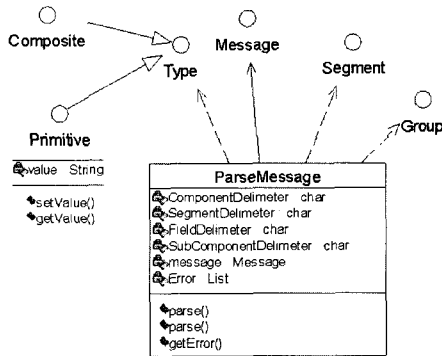 Composite
Message
Type
Segment
Group
Primitive
value String
setValue()
getValue()
ParseMessage
ComponentDelimeter char
SegmentDelimeter char
FieldDelimeter char
SubComponentDelimeter char
message Message
Error List
parse()
parse()
getError()